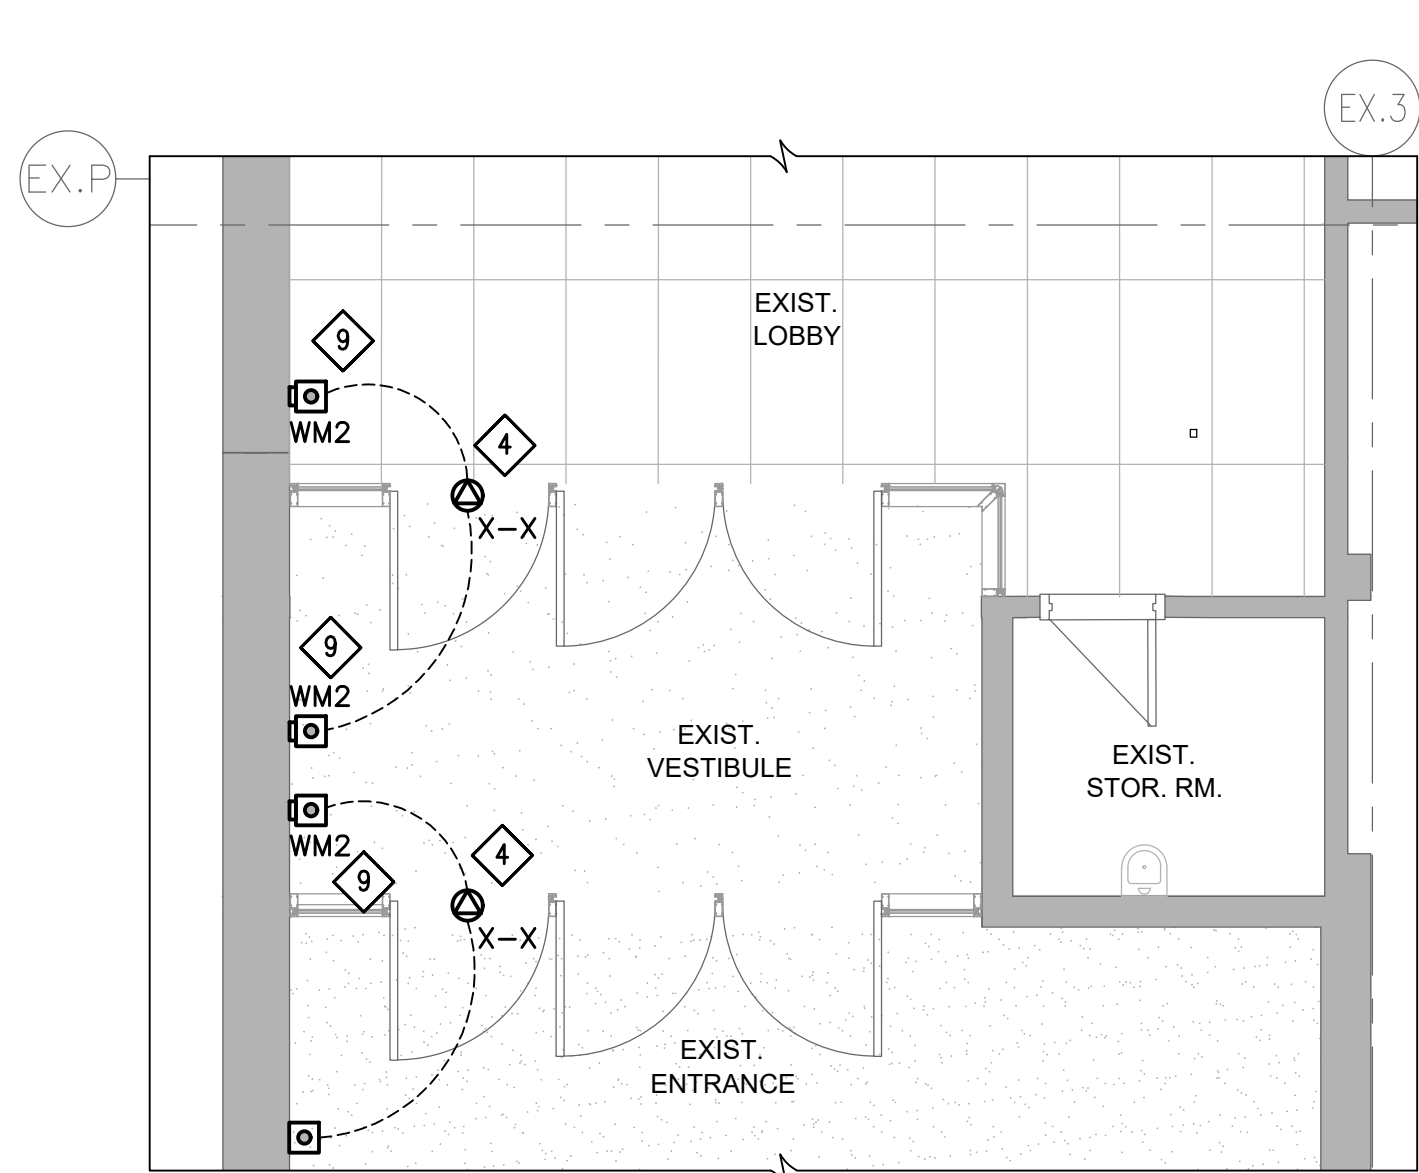 EX.3
EX.P
EXIST.
LOBBY
9
WM2
4
X-X
9
WM2
EXIST.
VESTIBULE
EXIST.
STOR. RM.
WM2
9
4
X-X
EXIST.
ENTRANCE